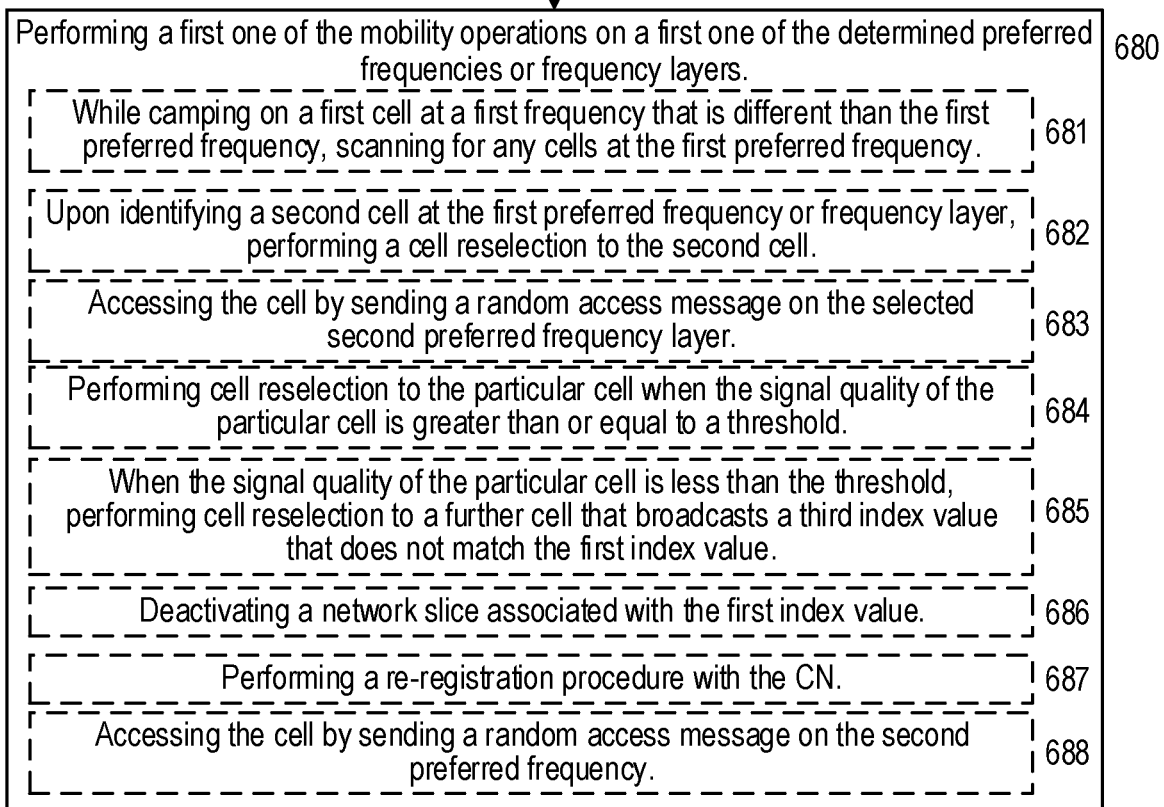 Performing a first one of the mobility operations on a first one of the determined preferred
frequencies or frequency layers.
680
While camping on a first cell at a first frequency that is different than the first
preferred frequency, scanning for any cells at the first preferred frequency.
681
Upon identifying a second cell at the first preferred frequency or frequency layer,
performing a cell reselection to the second cell.
682
Accessing the cell by sending a random access message on the selected
second preferred frequency layer.
683
Performing cell reselection to the particular cell when the signal quality of the
particular cell is greater than or equal to a threshold.
684
When the signal quality of the particular cell is less than the threshold,
performing cell reselection to a further cell that broadcasts a third index value
that does not match the first index value.
685
Deactivating a network slice associated with the first index value.
686
Performing a re-registration procedure with the CN.
687
Accessing the cell by sending a random access message on the second
preferred frequency.
688